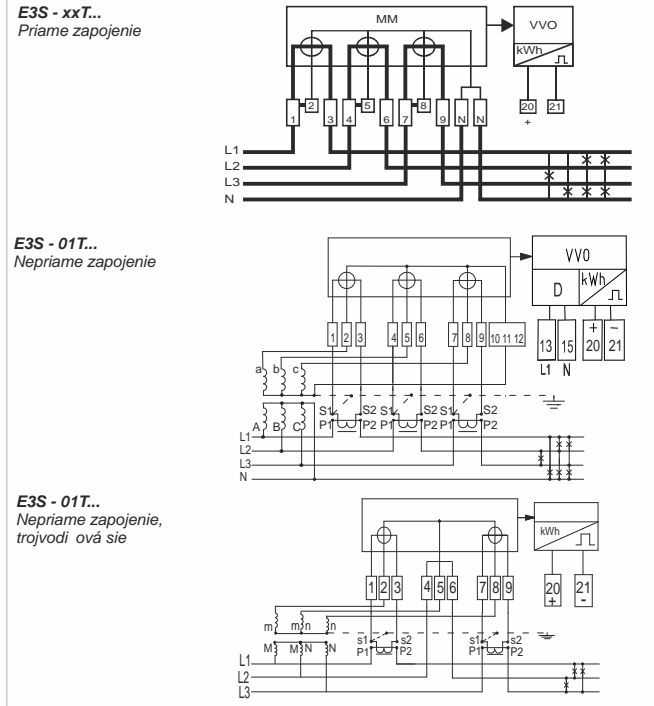 E3S - xxT...
Priame zapojenie
MM
VVO
kWh
1 2 3 4 5 6 7 8 9 N N
20 21
+
L1
L2
L3
N
E3S - 01T...
Nepriame zapojenie
VVO
D kWh
1 2 3 4 5 6 7 8 9 10 11 12
13 15 20 21
+ −
L1 N
a b c
A B C
S1 S2 S1 S2 S1 S2
P1 P2 P1 P2 P1 P2
L1
L2
L3
N
E3S - 01T...
Nepriame zapojenie,
trojvodi ová sie
kWh
1 2 3 4 5 6 7 8 9
20 21
+ -
m m n n
M M N N
s1 s2 s1 s2
P1 P2 P1 P2
L1
L2
L3